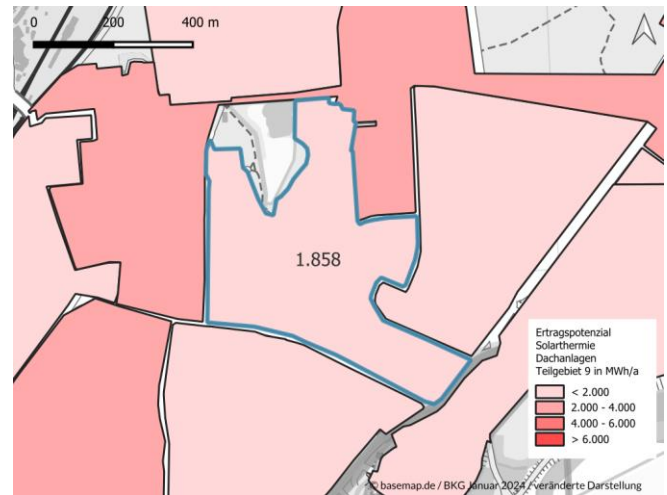 0 200 400 m
1.858
Ertragspotenzial
Solarthermie
Dachanlagen
Teilgebiet 9 in MWh/a
< 2.000
2.000 - 4.000
4.000 - 6.000
> 6.000
© basemap.de / BKG Januar 2024 / veränderte Darstellung